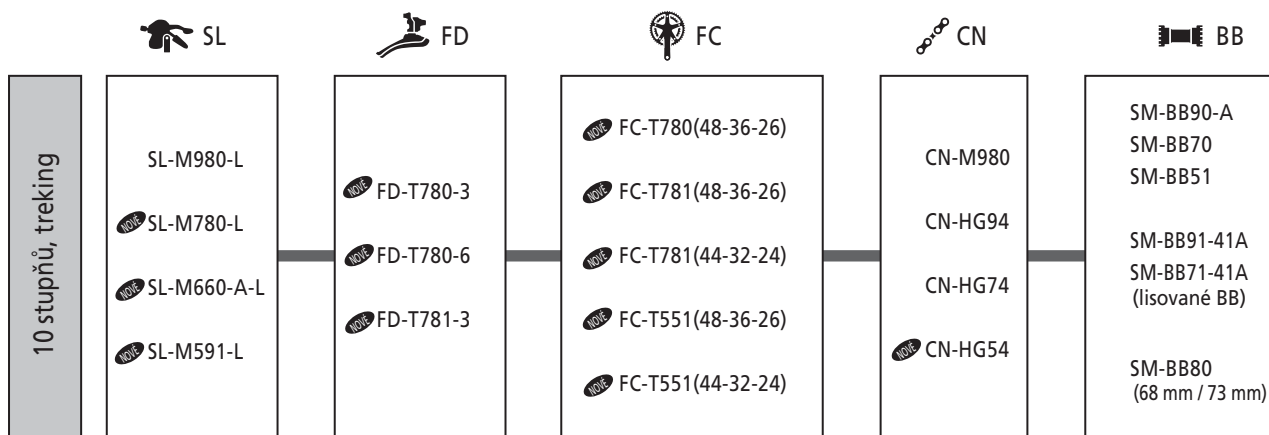 SL
FD
FC
CN
BB
10 stupňů, treking
SL-M980-L
NOVÉ SL-M780-L
NOVÉ SL-M660-A-L
NOVÉ SL-M591-L
NOVÉ FD-T780-3
NOVÉ FD-T780-6
NOVÉ FD-T781-3
NOVÉ FC-T780(48-36-26)
NOVÉ FC-T781(48-36-26)
NOVÉ FC-T781(44-32-24)
NOVÉ FC-T551(48-36-26)
NOVÉ FC-T551(44-32-24)
CN-M980
CN-HG94
CN-HG74
NOVÉ CN-HG54
SM-BB90-A
SM-BB70
SM-BB51
SM-BB91-41A
SM-BB71-41A
(lisované BB)
SM-BB80
(68 mm / 73 mm)